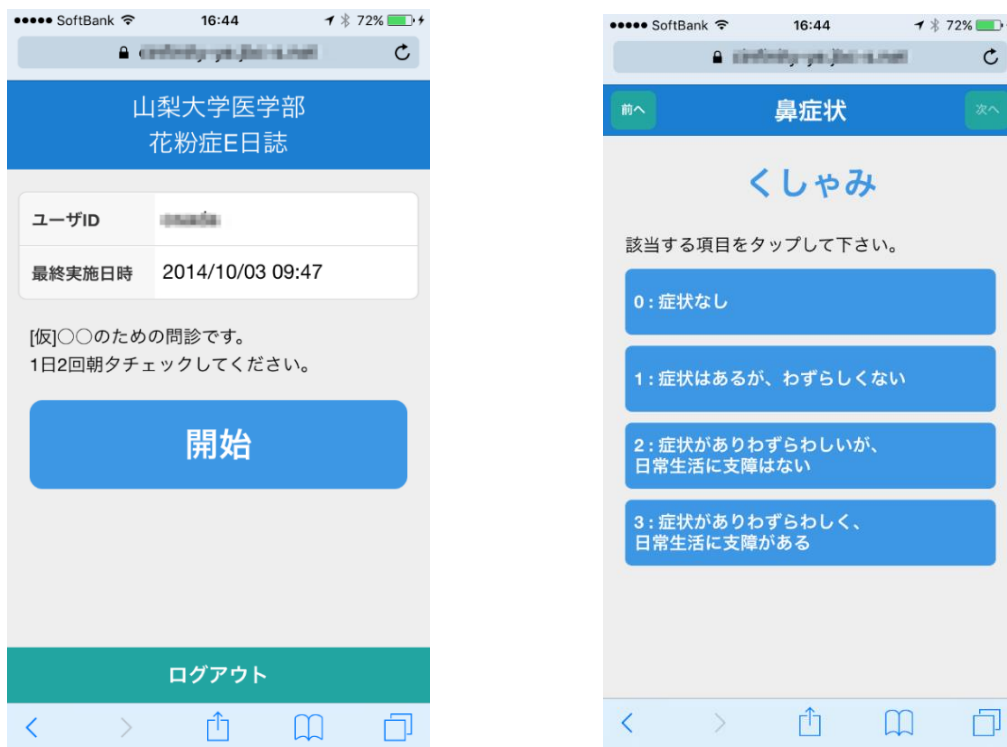 SoftBank 16:44 72%
山梨大学医学部
花粉症E日誌
ユーザID
最終実施日時 2014/10/03 09:47
[仮]〇〇のための問診です。
1日2回朝夕チェックしてください。
開始
ログアウト
SoftBank 16:44 72%
前へ 鼻症状 次へ
くしゃみ
該当する項目をタップして下さい。
0 : 症状なし
1 : 症状はあるが、わずらしくない
2 : 症状がありわずらわしいが、
日常生活に支障はない
3 : 症状がありわずらわしく、
日常生活に支障がある